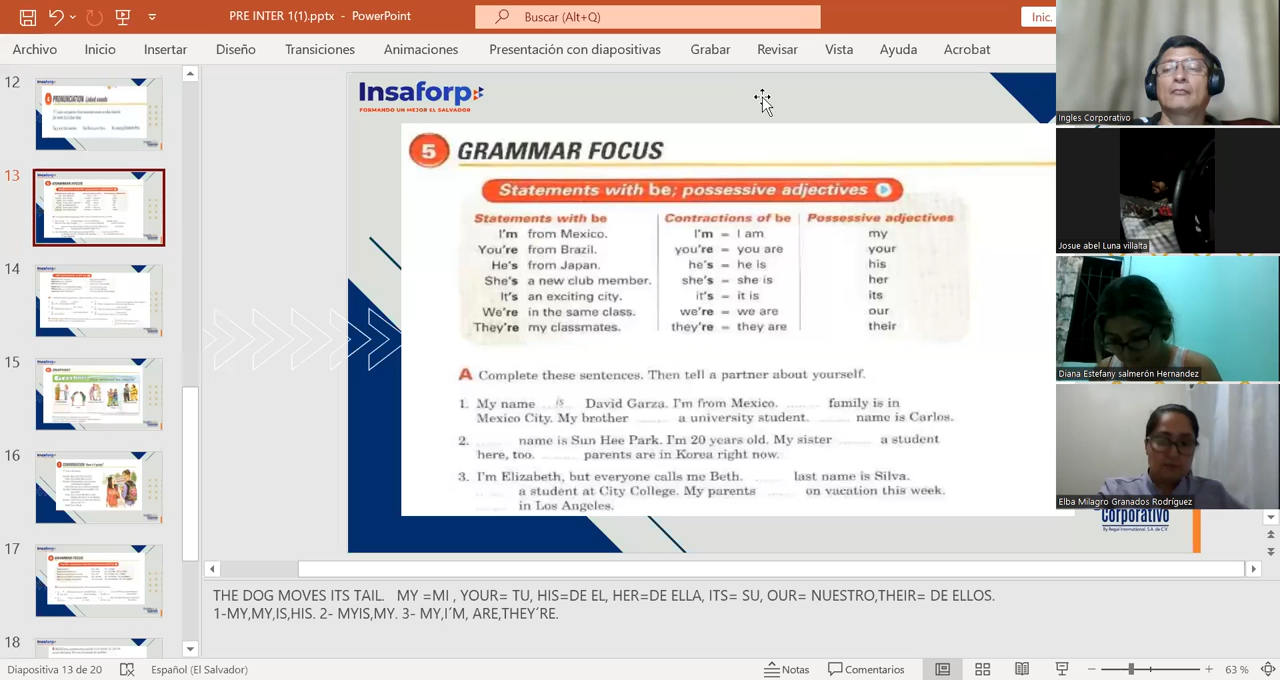 PRE INTER 1(1).pptx - PowerPoint
Buscar (Alt+Q)
Inic.
Archivo Inicio Insertar Diseño Transiciones Animaciones Presentación con diapositivas Grabar Revisar Vista Ayuda Acrobat
12
13
14
15
16
17
18
Insaforp
FORMANDO UN MEJOR EL SALVADOR
5 GRAMMAR FOCUS
Statements with be; possessive adjectives
Statements with be Contractions of be Possessive adjectives
I'm from Mexico. I'm = I am my
You're from Brazil. you're = you are your
He's from Japan. he's = he is his
She's a new club member. she's = she is her
It's an exciting city. it's = it is its
We're in the same class. we're = we are our
They're my classmates. they're = they are their
A Complete these sentences. Then tell a partner about yourself.
1. My name is David Garza. I'm from Mexico. ...... family is in
Mexico City. My brother ...... a university student. ...... name is Carlos.
2. ...... name is Sun Hee Park. I'm 20 years old. My sister ...... a student
here, too. ...... parents are in Korea right now.
3. I'm Elizabeth, but everyone calls me Beth. ...... last name is Silva.
...... a student at City College. My parents ...... on vacation this week.
...... in Los Angeles.
Corporativo
By Regal International, S.A. de C.V.
Ingles Corporativo
Josue abel Luna villalta
Diana Estefany salmerón Hernandez
Elba Milagro Granados Rodríguez
THE DOG MOVES ITS TAIL. MY =MI , YOUR= TU, HIS=DE EL, HER=DE ELLA, ITS= SU, OUR= NUESTRO,THEIR= DE ELLOS.
1-MY,MY,IS,HIS. 2- MYIS,MY. 3- MY,I´M, ARE,THEY´RE.
Diapositiva 13 de 20 Español (El Salvador) Notas Comentarios 63 %